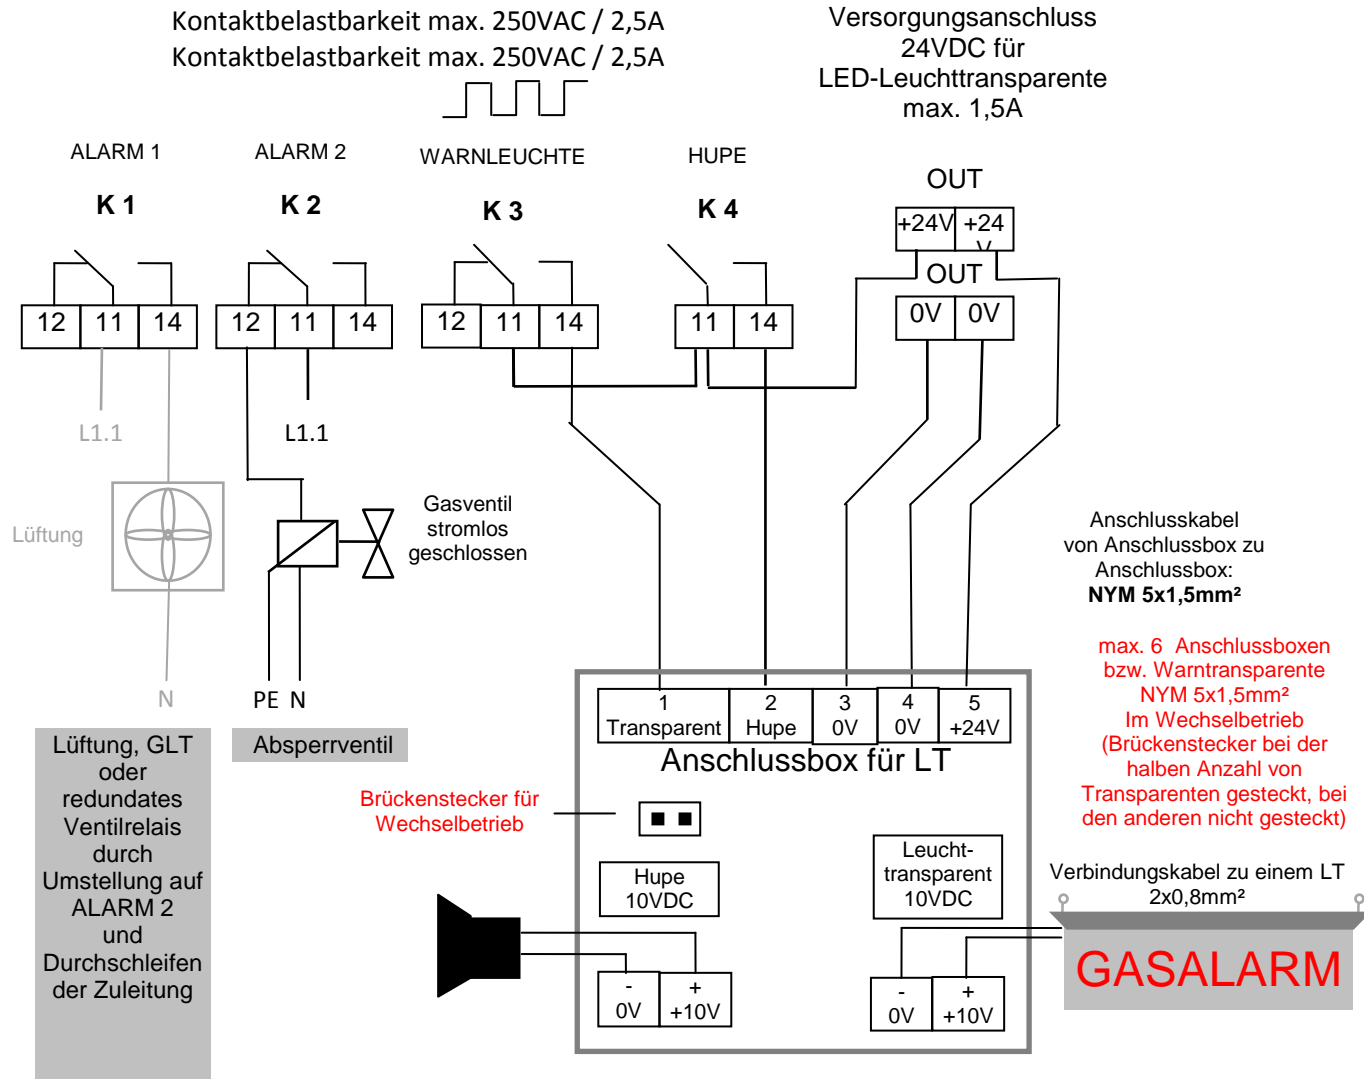 Kontaktbelastbarkeit max. 250VAC / 2,5A
Kontaktbelastbarkeit max. 250VAC / 2,5A
Versorgungsanschluss
24VDC für
LED-Leuchttransparente
max. 1,5A
ALARM 1
ALARM 2
WARNLEUCHTE
HUPE
K 1
K 2
K 3
K 4
OUT
+24V
+24
V
OUT
0V
0V
12
11
14
12
11
14
12
11
14
11
14
L1.1
L1.1
Lüftung
Gasventil
stromlos
geschlossen
N
PE N
Lüftung, GLT
oder
redundates
Ventilrelais
durch
Umstellung auf
ALARM 2
und
Durchschleifen
der Zuleitung
Absperrventil
Anschlusskabel
von Anschlussbox zu
Anschlussbox:
NYM 5x1,5mm²
max. 6 Anschlussboxen
bzw. Warntransparente
NYM 5x1,5mm²
Im Wechselbetrieb
(Brückenstecker bei der
halben Anzahl von
Transparenten gesteckt, bei
den anderen nicht gesteckt)
1
Transparent
2
Hupe
3
0V
4
0V
5
+24V
Anschlussbox für LT
Brückenstecker für
Wechselbetrieb
Hupe
10VDC
Leucht-
transparent
10VDC
Verbindungskabel zu einem LT
2x0,8mm²
GASALARM
-
0V
+
+10V
-
0V
+
+10V